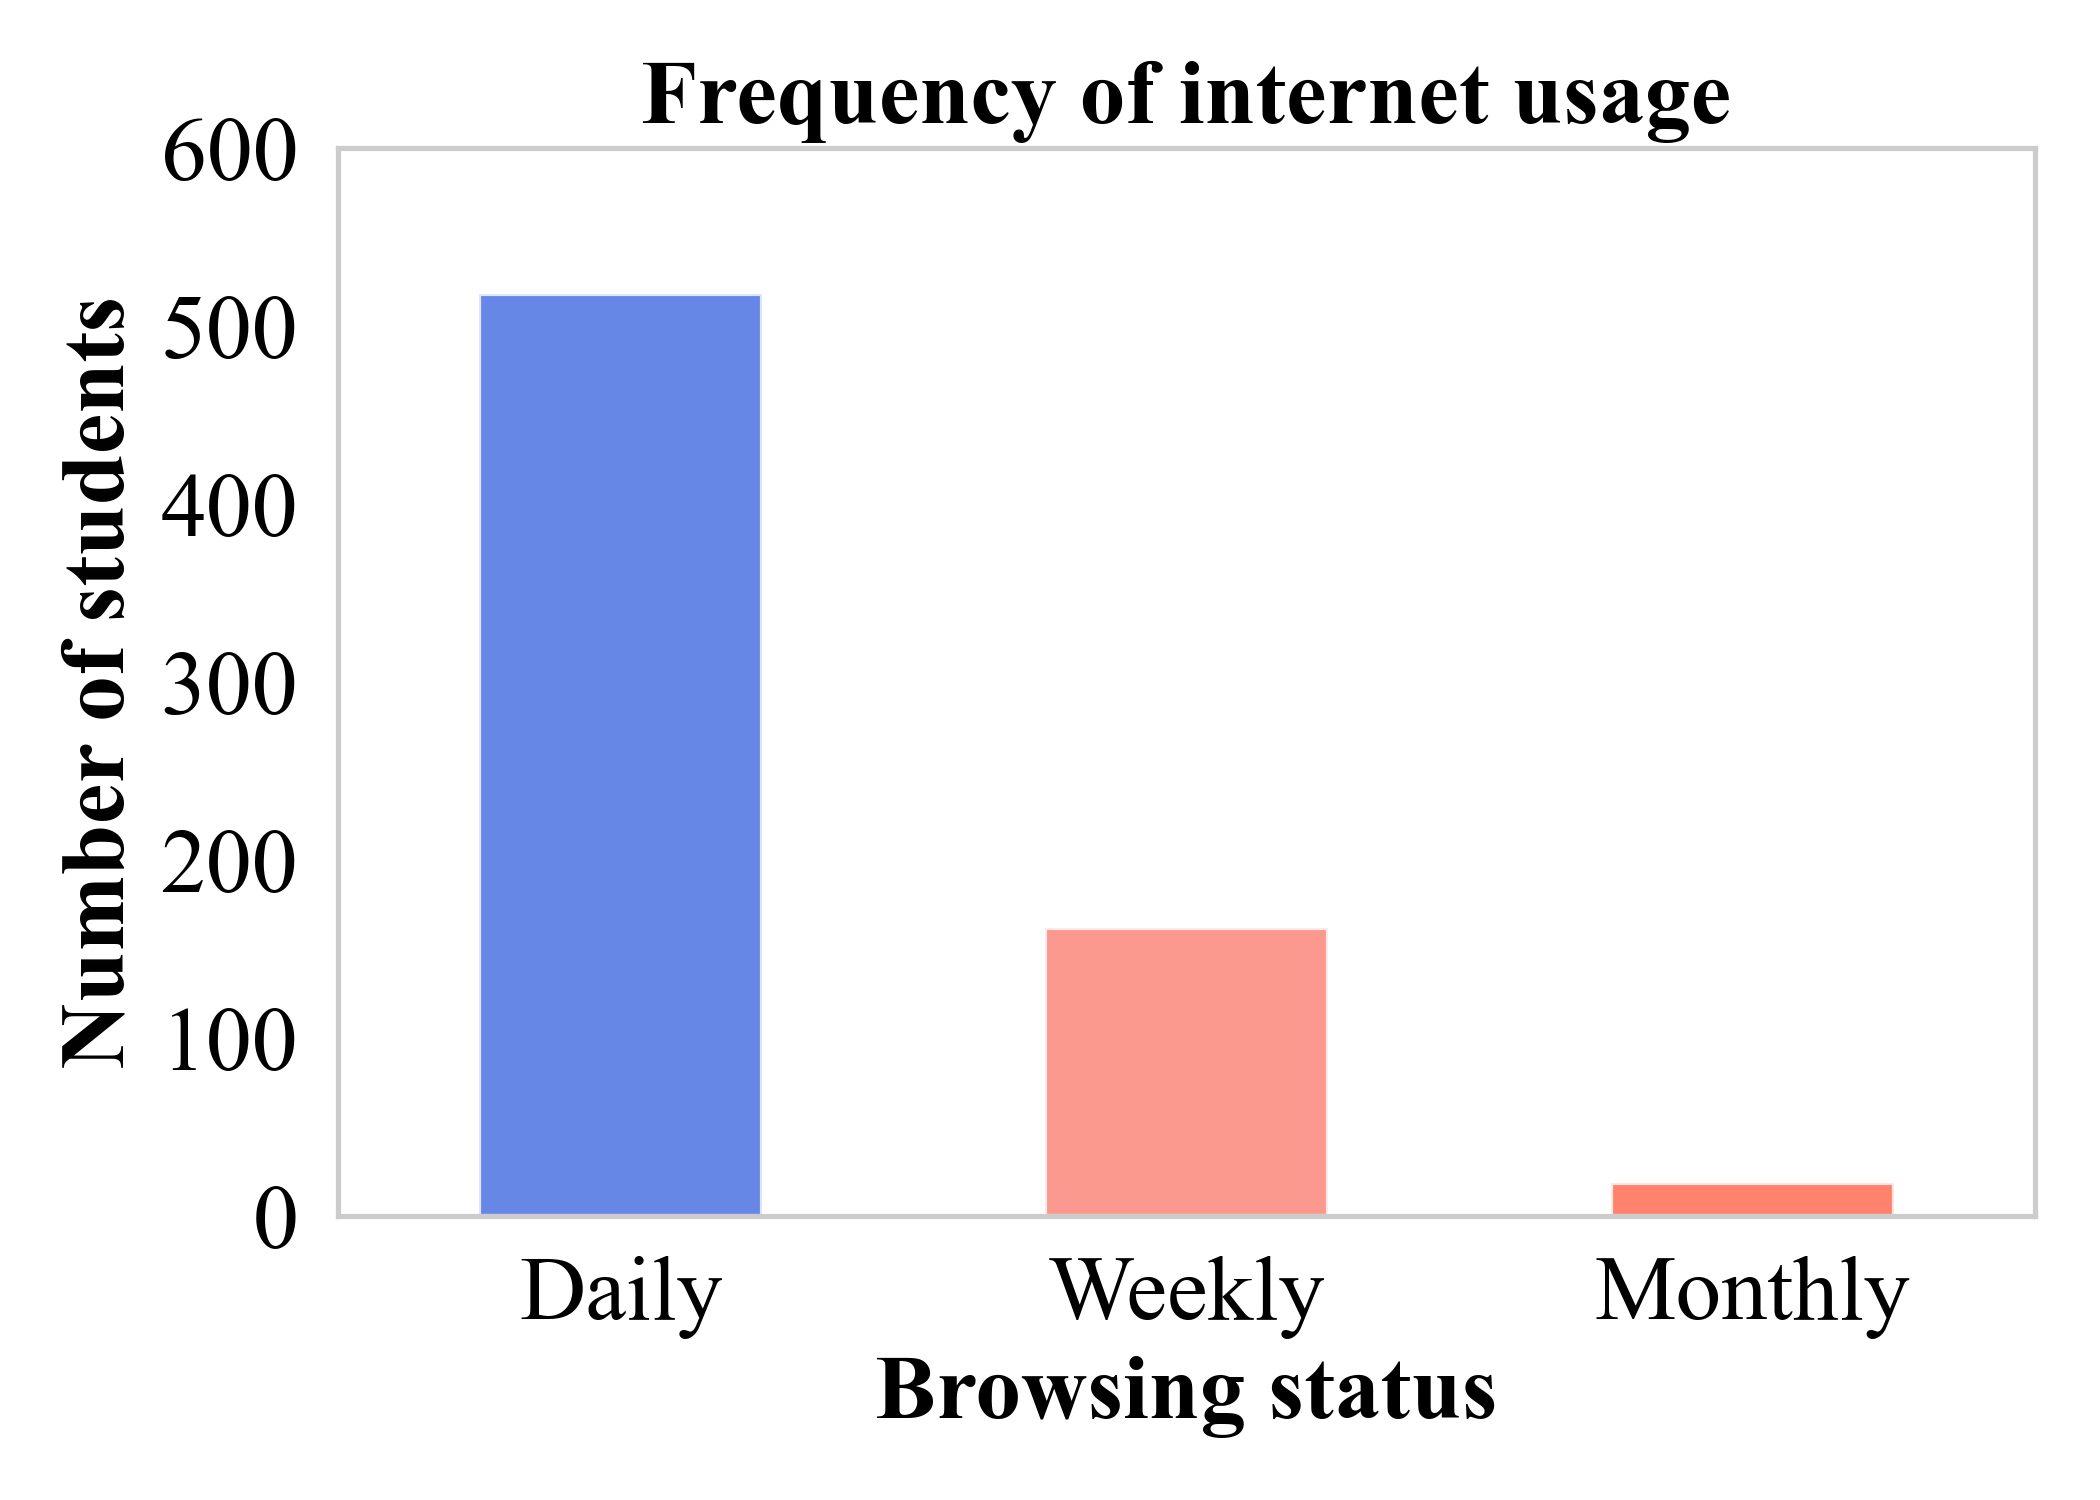 Frequency of internet usage
600
500
400
300
200
100
0
Number of students
Daily Weekly Monthly
Browsing status